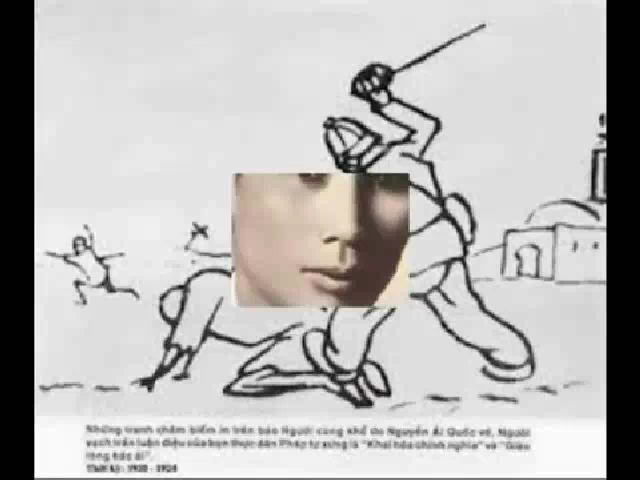 Những tranh châm biếm in trên báo Người cùng khổ do Nguyễn Ái Quốc vẽ. Người
vạch trần luận điệu của bọn thực dân Pháp tự xưng là "Khai hóa chính nghĩa" và "Giàu
lòng bác ái".
Thời kỳ: